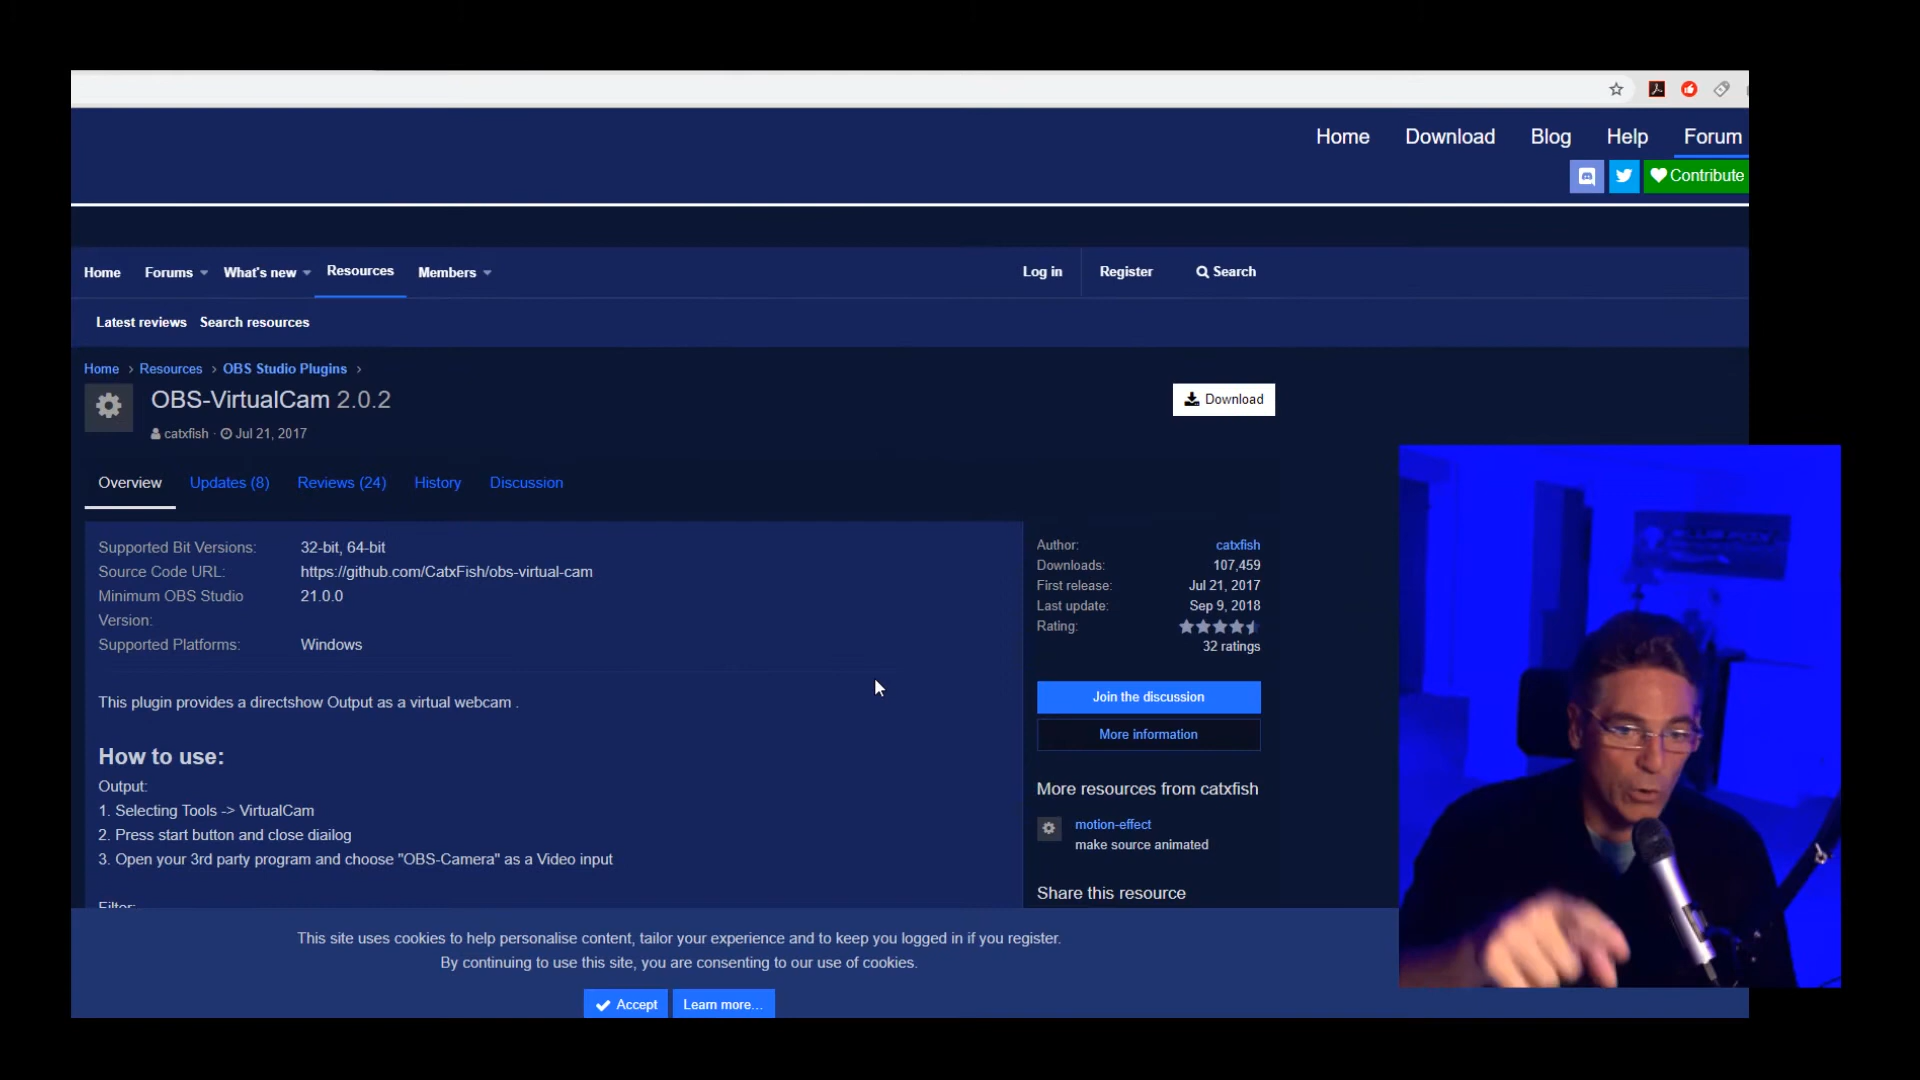 Home Download Blog Help Forum
Contribute
Home Forums What's new Resources Members Log in Register Search
Latest reviews Search resources
Home › Resources › OBS Studio Plugins ›
OBS-VirtualCam 2.0.2
Download
catxfish · Jul 21, 2017
Overview Updates (8) Reviews (24) History Discussion
Supported Bit Versions: 32-bit, 64-bit
Source Code URL: https://github.com/CatxFish/obs-virtual-cam
Minimum OBS Studio Version: 21.0.0
Supported Platforms: Windows
This plugin provides a directshow Output as a virtual webcam .
How to use:
Output:
1. Selecting Tools -> VirtualCam
2. Press start button and close diailog
3. Open your 3rd party program and choose "OBS-Camera" as a Video input
Filter:
Author: catxfish
Downloads: 107,459
First release: Jul 21, 2017
Last update: Sep 9, 2018
Rating:
32 ratings
Join the discussion
More information
More resources from catxfish
motion-effect
make source animated
Share this resource
This site uses cookies to help personalise content, tailor your experience and to keep you logged in if you register.
By continuing to use this site, you are consenting to our use of cookies.
Accept Learn more…